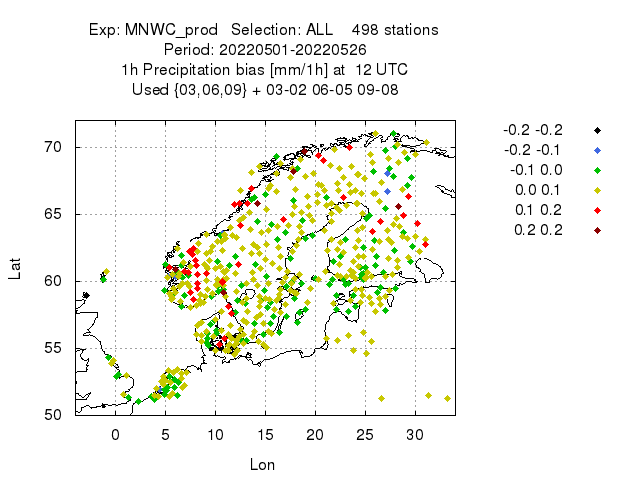 Exp: MNWC_prod Selection: ALL 498 stations
Period: 20220501-20220526
1h Precipitation bias [mm/1h] at 12 UTC
Used {03,06,09} + 03-02 06-05 09-08
-0.2 -0.2
-0.2 -0.1
-0.1 0.0
0.0 0.1
0.1 0.2
0.2 0.2
70
65
60
55
50
Lat
0 5 10 15 20 25 30
Lon